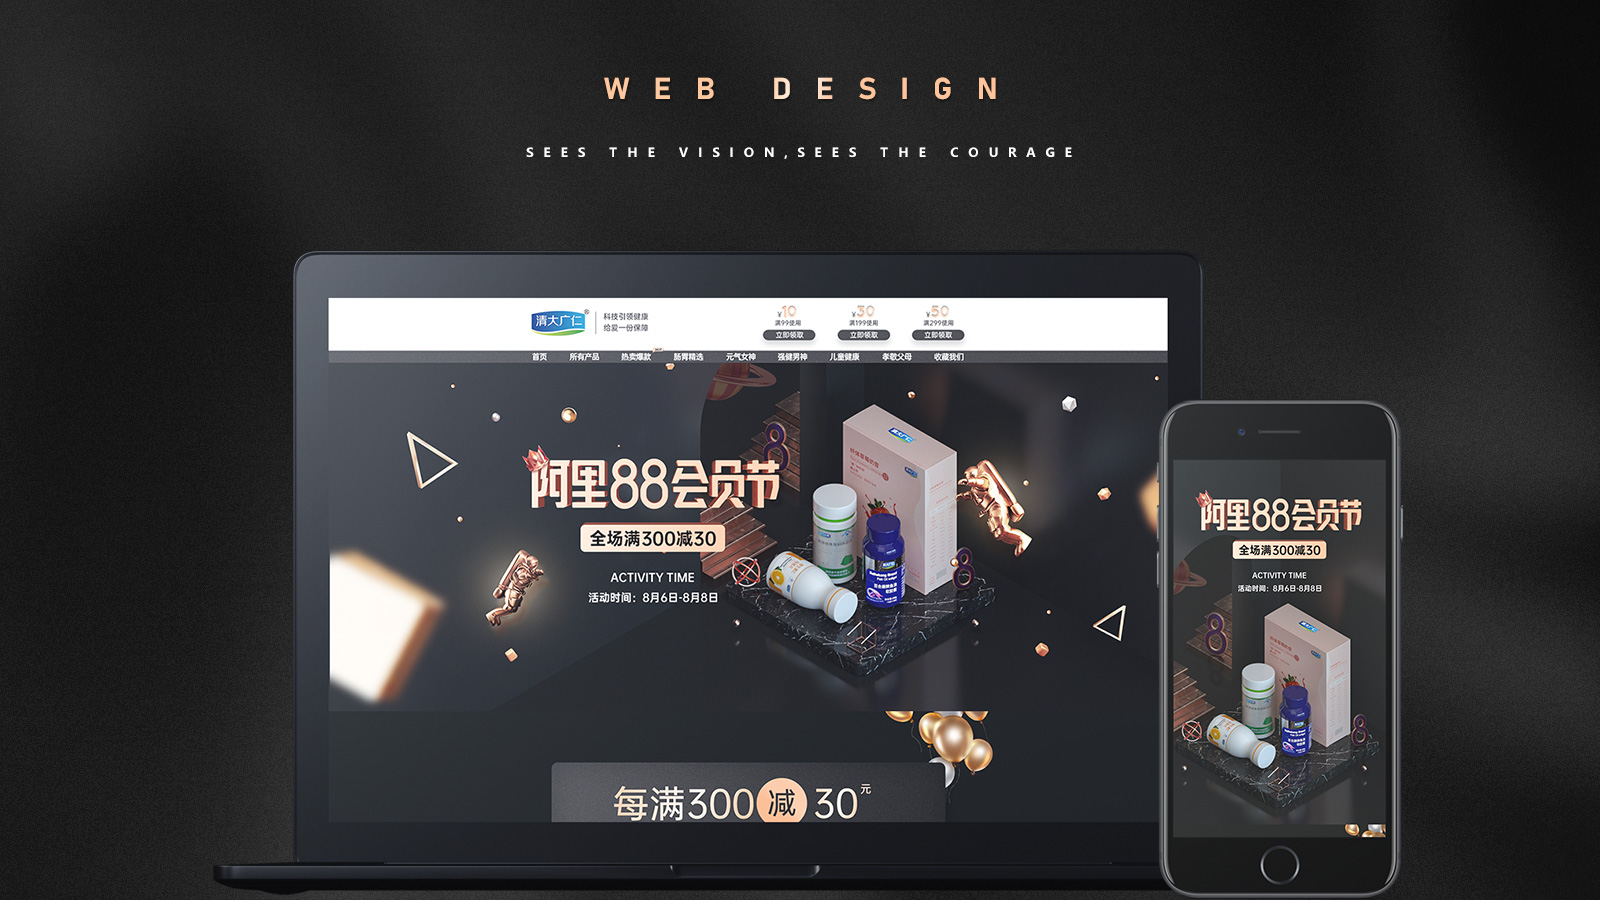 WEB DESIGN
SEES THE VISION,SEES THE COURAGE
清大广仁®
科技引领健康
给爱一份保障
¥10
满99使用
立即领取
¥30
满199使用
立即领取
¥50
满299使用
立即领取
首页 所有产品 热卖爆款 肠胃精选 元气女神 强健男神 儿童健康 孝敬父母 收藏我们
阿里88会员节
全场满300减30
ACTIVITY TIME
活动时间：8月6日-8月8日
清大广仁
8
8
每满300减30元
阿里88会员节
全场满300减30
ACTIVITY TIME
活动时间：8月6日-8月8日
8
8